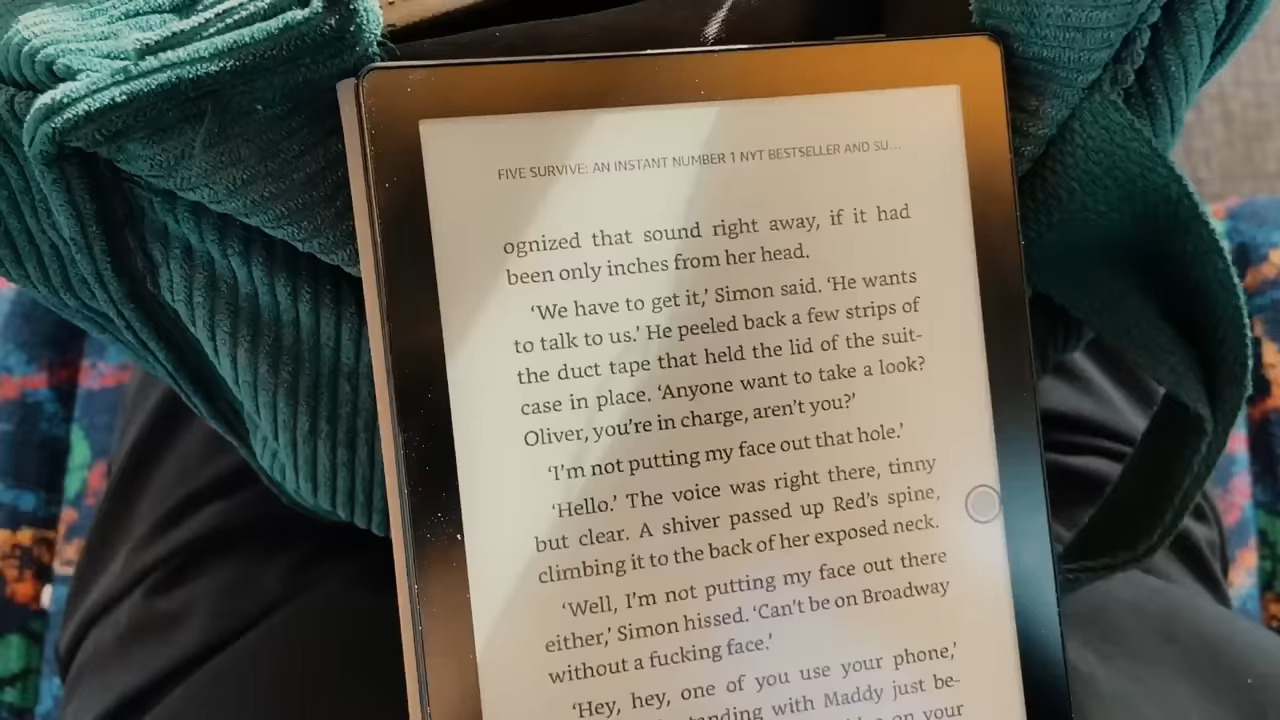 FIVE SURVIVE: AN INSTANT NUMBER 1 NYT BESTSELLER AND SU...
ognized that sound right away, if it had
been only inches from her head.
‘We have to get it,’ Simon said. ‘He wants
to talk to us.’ He peeled back a few strips of
the duct tape that held the lid of the suit-
case in place. ‘Anyone want to take a look?
Oliver, you’re in charge, aren’t you?’
‘I’m not putting my face out that hole.’
‘Hello.’ The voice was right there, tinny
but clear. A shiver passed up Red’s spine,
climbing it to the back of her exposed neck.
‘Well, I’m not putting my face out there
either,’ Simon hissed. ‘Can’t be on Broadway
without a fucking face.’
‘Hey, hey, one of you use your phone,’
with Maddy just be-
on your